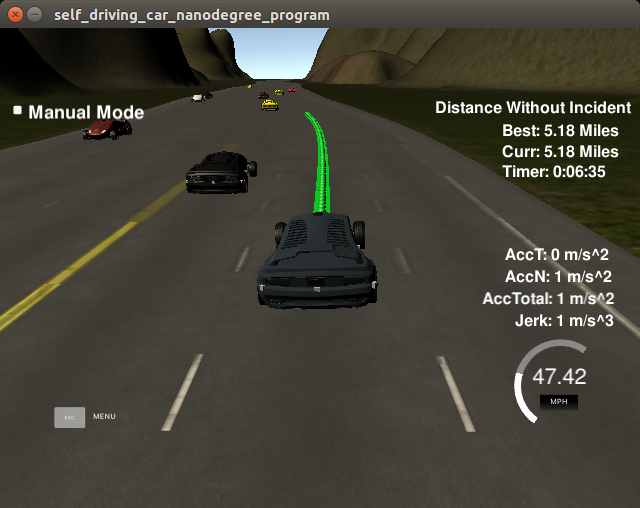 self_driving_car_nanodegree_program
Manual Mode
Distance Without Incident
Best: 5.18 Miles
Curr: 5.18 Miles
Timer: 0:06:35
AccT: 0 m/s^2
AccN: 1 m/s^2
AccTotal: 1 m/s^2
Jerk: 1 m/s^3
47.42
MPH
ESC MENU